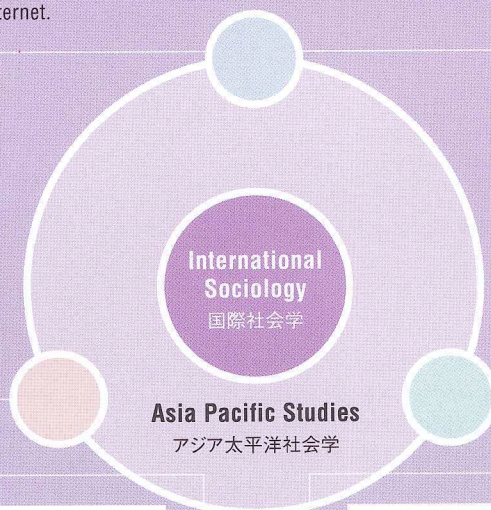 ternet.
International
Sociology
国際社会学
Asia Pacific Studies
アジア太平洋社会学